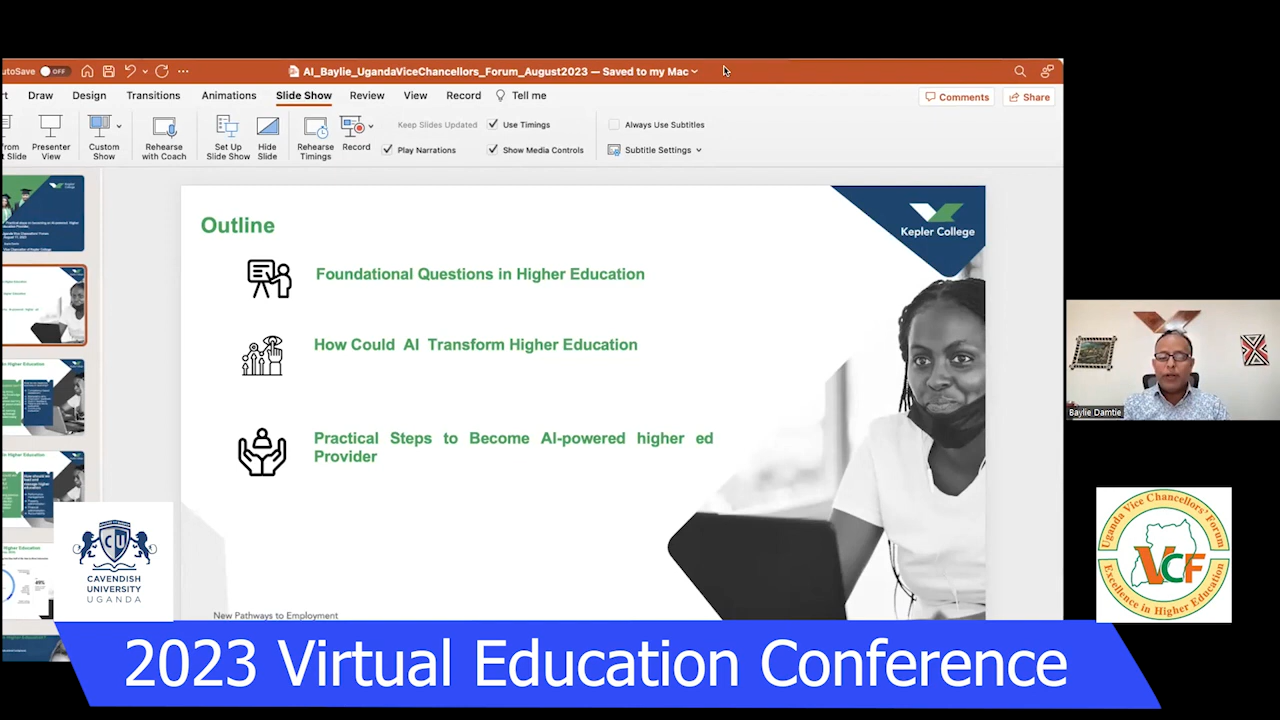 utoSave OFF
AI_Baylie_UgandaViceChancellors_Forum_August2023 — Saved to my Mac
rt Draw Design Transitions Animations Slide Show Review View Record Tell me
Comments Share
from
t Slide
Presenter
View
Custom
Show
Rehearse
with Coach
Set Up
Slide Show
Hide
Slide
Rehearse
Timings
Record
Keep Slides Updated
Use Timings
Play Narrations
Show Media Controls
Always Use Subtitles
Subtitle Settings
Outline
Kepler College
Foundational Questions in Higher Education
How Could AI Transform Higher Education
Practical Steps to Become AI-powered higher ed
Provider
New Pathways to Employment
Baylie Damtie
CU
CAVENDISH
UNIVERSITY
UGANDA
Uganda Vice Chancellors' Forum
VCF
Excellence in Higher Education
2023 Virtual Education Conference